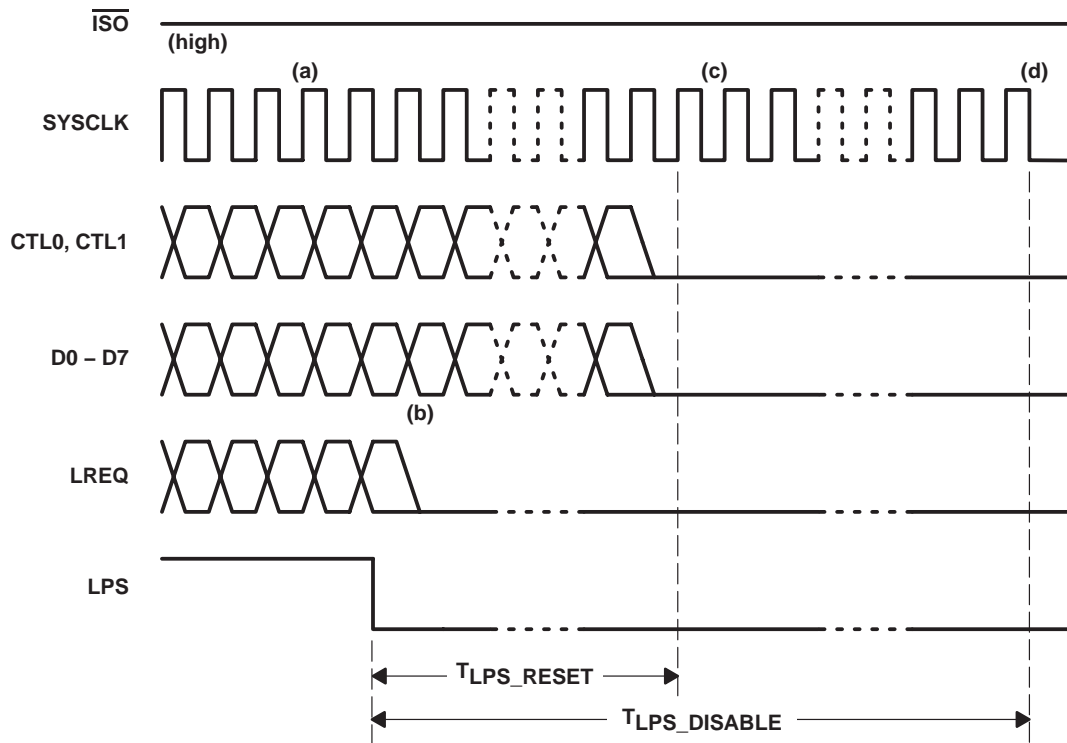 ISO
(high)
(a)
(c)
(d)
SYSCLK
CTL0, CTL1
D0 – D7
(b)
LREQ
LPS
TLPS_RESET
TLPS_DISABLE